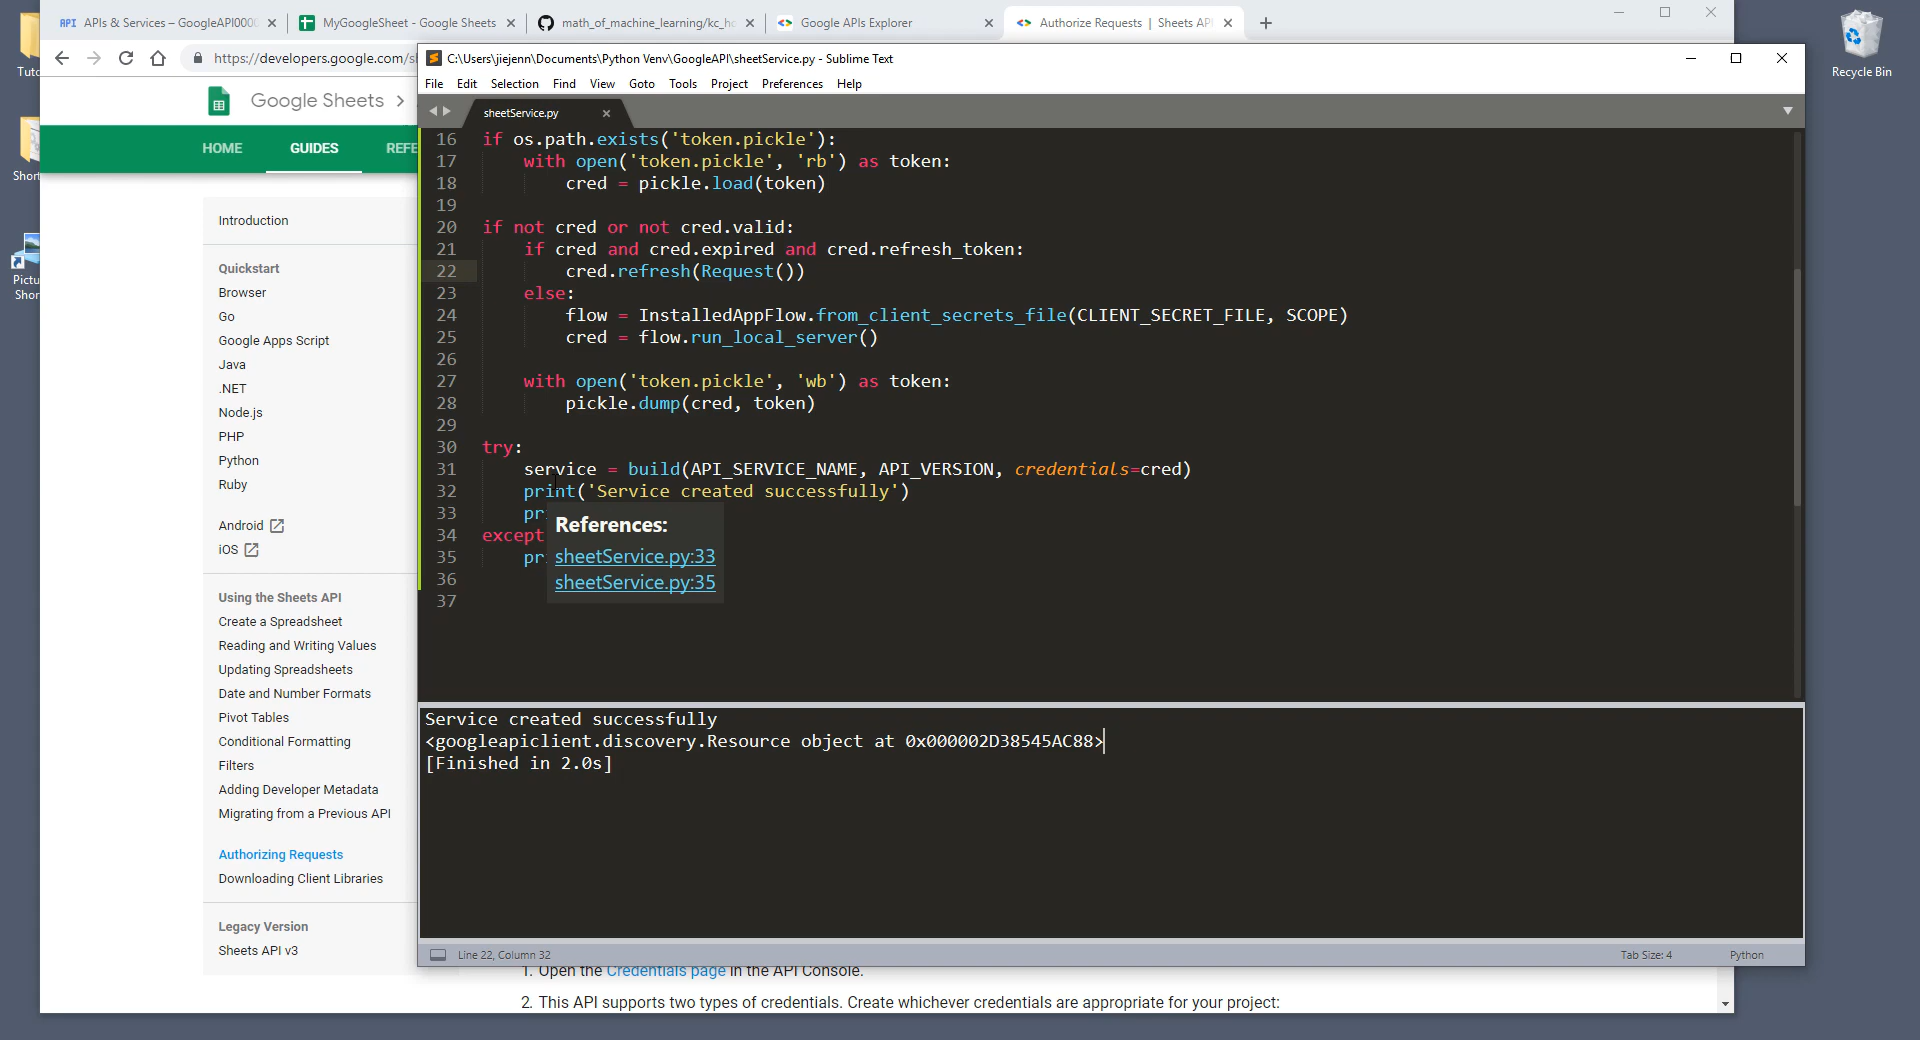 APIs & Services – GoogleAPI000
MyGoogleSheet - Google Sheets
math_of_machine_learning/kc_h
Google APIs Explorer
Authorize Requests | Sheets API
https://developers.google.com/s
C:\Users\jiejenn\Documents\Python Venv\GoogleAPI\sheetService.py - Sublime Text
File Edit Selection Find View Goto Tools Project Preferences Help
sheetService.py
Recycle Bin
Google Sheets >
HOME GUIDES REFE
Introduction
Quickstart
Browser
Go
Google Apps Script
Java
.NET
Node.js
PHP
Python
Ruby
Android
iOS
Using the Sheets API
Create a Spreadsheet
Reading and Writing Values
Updating Spreadsheets
Date and Number Formats
Pivot Tables
Conditional Formatting
Filters
Adding Developer Metadata
Migrating from a Previous API
Authorizing Requests
Downloading Client Libraries
Legacy Version
Sheets API v3
16 if os.path.exists('token.pickle'):
17 with open('token.pickle', 'rb') as token:
18 cred = pickle.load(token)
19
20 if not cred or not cred.valid:
21 if cred and cred.expired and cred.refresh_token:
22 cred.refresh(Request())
23 else:
24 flow = InstalledAppFlow.from_client_secrets_file(CLIENT_SECRET_FILE, SCOPE)
25 cred = flow.run_local_server()
26
27 with open('token.pickle', 'wb') as token:
28 pickle.dump(cred, token)
29
30 try:
31 service = build(API_SERVICE_NAME, API_VERSION, credentials=cred)
32 print('Service created successfully')
33 pr
34 except
35 pr
36
37
References:
sheetService.py:33
sheetService.py:35
Service created successfully
<googleapiclient.discovery.Resource object at 0x000002D38545AC88>
[Finished in 2.0s]
Line 22, Column 32
Tab Size: 4
Python
1. Open the Credentials page in the API Console.
2. This API supports two types of credentials. Create whichever credentials are appropriate for your project:
Tut
Short
Pictu
Shor